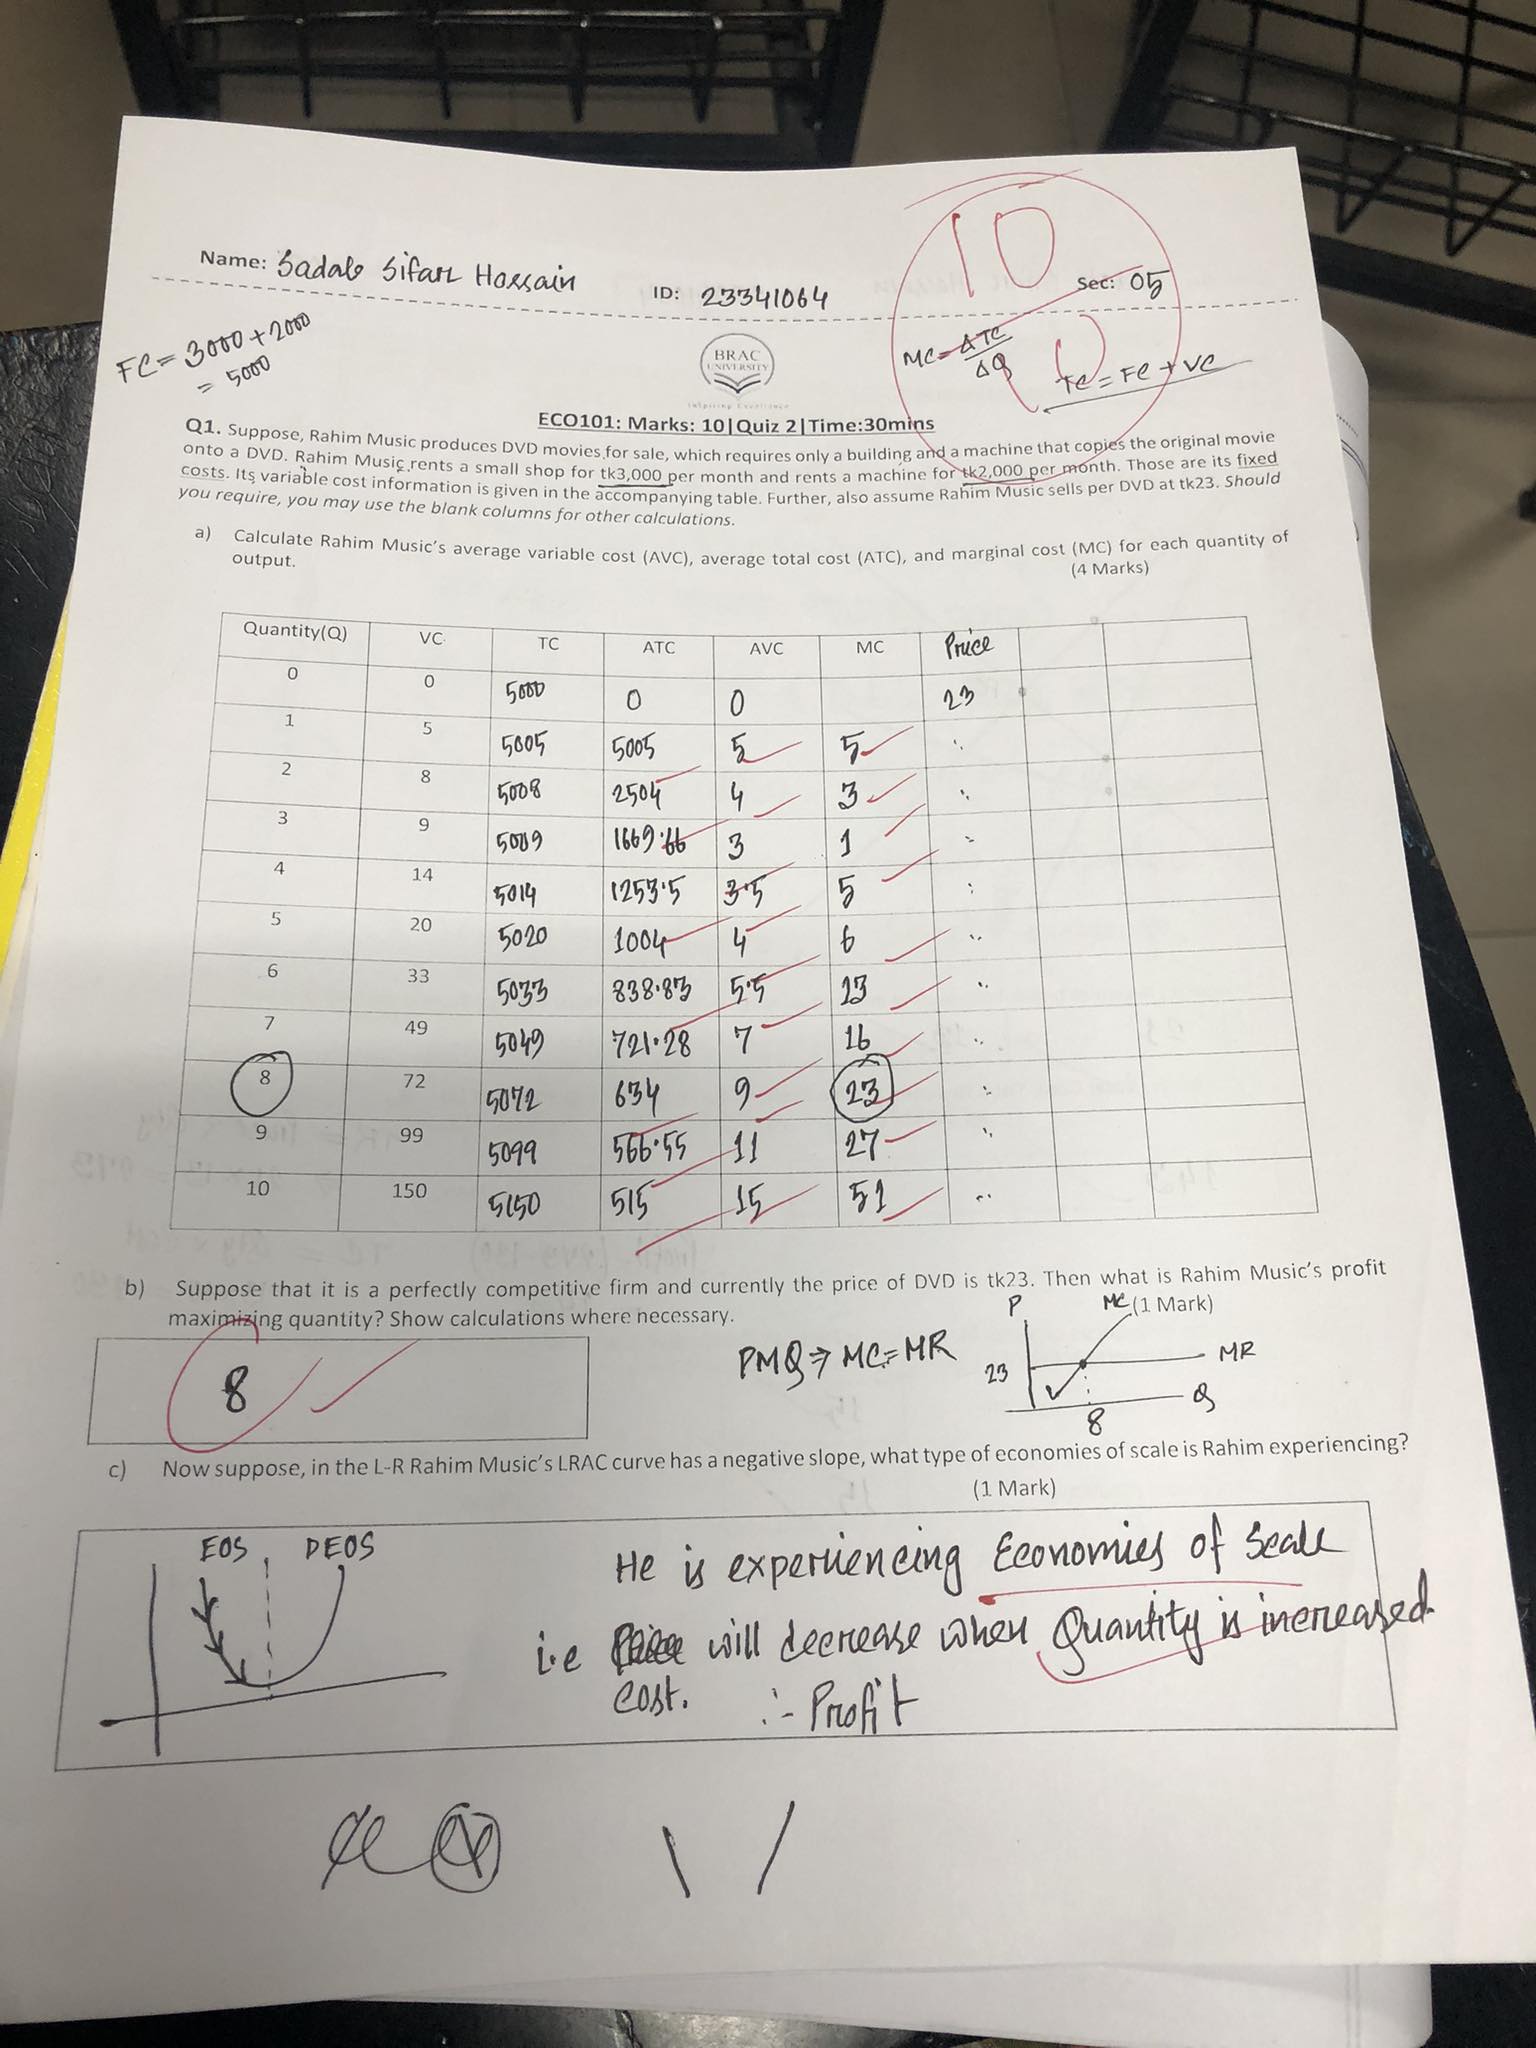 10
Name: Sadab Sifar Hossain ID: 23341064 Sec: 05
FC = 3000 + 2000
= 5000
BRAC
UNIVERSITY
Inspiring Excellence
MC = ΔTC
ΔQ
10
TC = FC + VC
ECO101: Marks: 10|Quiz 2|Time:30mins
Q1. Suppose, Rahim Music produces DVD movies for sale, which requires only a building and a machine that copies the original movie
onto a DVD. Rahim Music rents a small shop for tk3,000 per month and rents a machine for tk2,000 per month. Those are its fixed
costs. Its variable cost information is given in the accompanying table. Further, also assume Rahim Music sells per DVD at tk23. Should
you require, you may use the blank columns for other calculations.
a) Calculate Rahim Music's average variable cost (AVC), average total cost (ATC), and marginal cost (MC) for each quantity of
output. (4 Marks)
Quantity(Q) VC TC ATC AVC MC Price
0 0 5000 0 0 23
1 5 5005 5005 5 5 "
2 8 5008 2504 4 3 "
3 9 5009 1669.66 3 1 "
4 14 5014 1253.5 3.5 5 "
5 20 5020 1004 4 6 "
6 33 5033 838.83 5.5 13 "
7 49 5049 721.28 7 16 "
8 72 5072 634 9 23 "
9 99 5099 566.55 11 27 "
10 150 5150 515 15 51 "
b) Suppose that it is a perfectly competitive firm and currently the price of DVD is tk23. Then what is Rahim Music's profit
maximizing quantity? Show calculations where necessary. (1 Mark)
8
PMQ ⇒ MC = MR
P MC
23 MR
Q
8
c) Now suppose, in the L-R Rahim Music's LRAC curve has a negative slope, what type of economies of scale is Rahim experiencing?
(1 Mark)
EOS DEOS
He is experiencing Economies of Scale
i.e will decrease when Quantity is increased.
cost. ∴ Profit